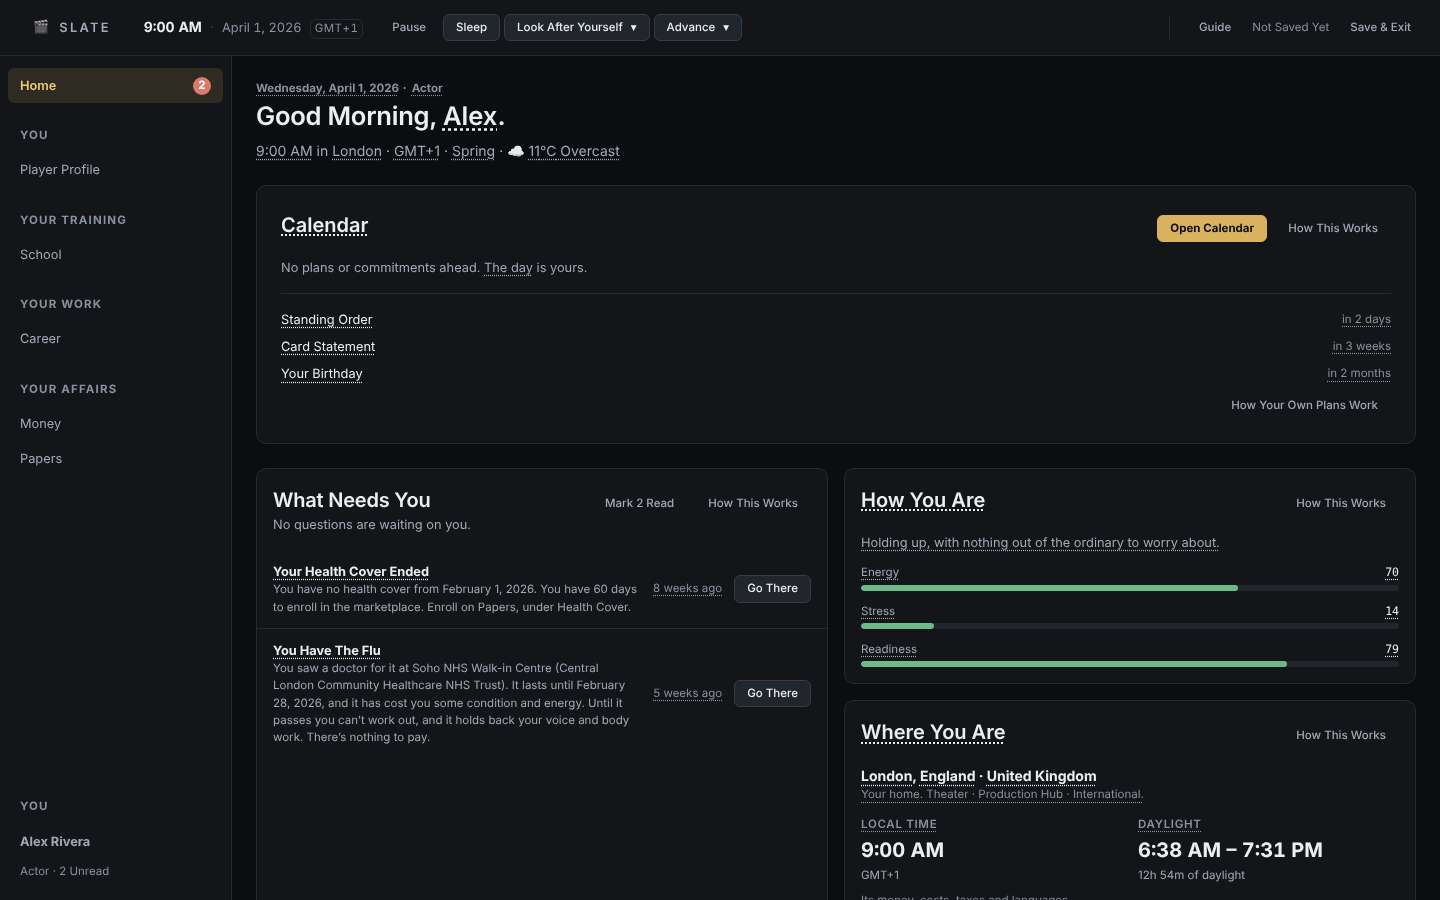 SLATE
9:00 AM · April 1, 2026 GMT+1
Pause
Sleep
Look After Yourself ▾
Advance ▾
Guide
Not Saved Yet
Save & Exit
Home
2
YOU
Player Profile
YOUR TRAINING
School
YOUR WORK
Career
YOUR AFFAIRS
Money
Papers
YOU
Alex Rivera
Actor · 2 Unread
Wednesday, April 1, 2026 · Actor
Good Morning, Alex.
9:00 AM in London · GMT+1 · Spring · 11°C Overcast
Calendar
Open Calendar
How This Works
No plans or commitments ahead. The day is yours.
Standing Order
in 2 days
Card Statement
in 3 weeks
Your Birthday
in 2 months
How Your Own Plans Work
What Needs You
Mark 2 Read
How This Works
No questions are waiting on you.
Your Health Cover Ended
You have no health cover from February 1, 2026. You have 60 days
to enroll in the marketplace. Enroll on Papers, under Health Cover.
8 weeks ago
Go There
You Have The Flu
You saw a doctor for it at Soho NHS Walk-in Centre (Central
London Community Healthcare NHS Trust). It lasts until February
28, 2026, and it has cost you some condition and energy. Until it
passes you can't work out, and it holds back your voice and body
work. There's nothing to pay.
5 weeks ago
Go There
How You Are
How This Works
Holding up, with nothing out of the ordinary to worry about.
Energy
70
Stress
14
Readiness
79
Where You Are
How This Works
London, England · United Kingdom
Your home. Theater · Production Hub · International.
LOCAL TIME
9:00 AM
GMT+1
DAYLIGHT
6:38 AM – 7:31 PM
12h 54m of daylight
Its money, costs, taxes and languages